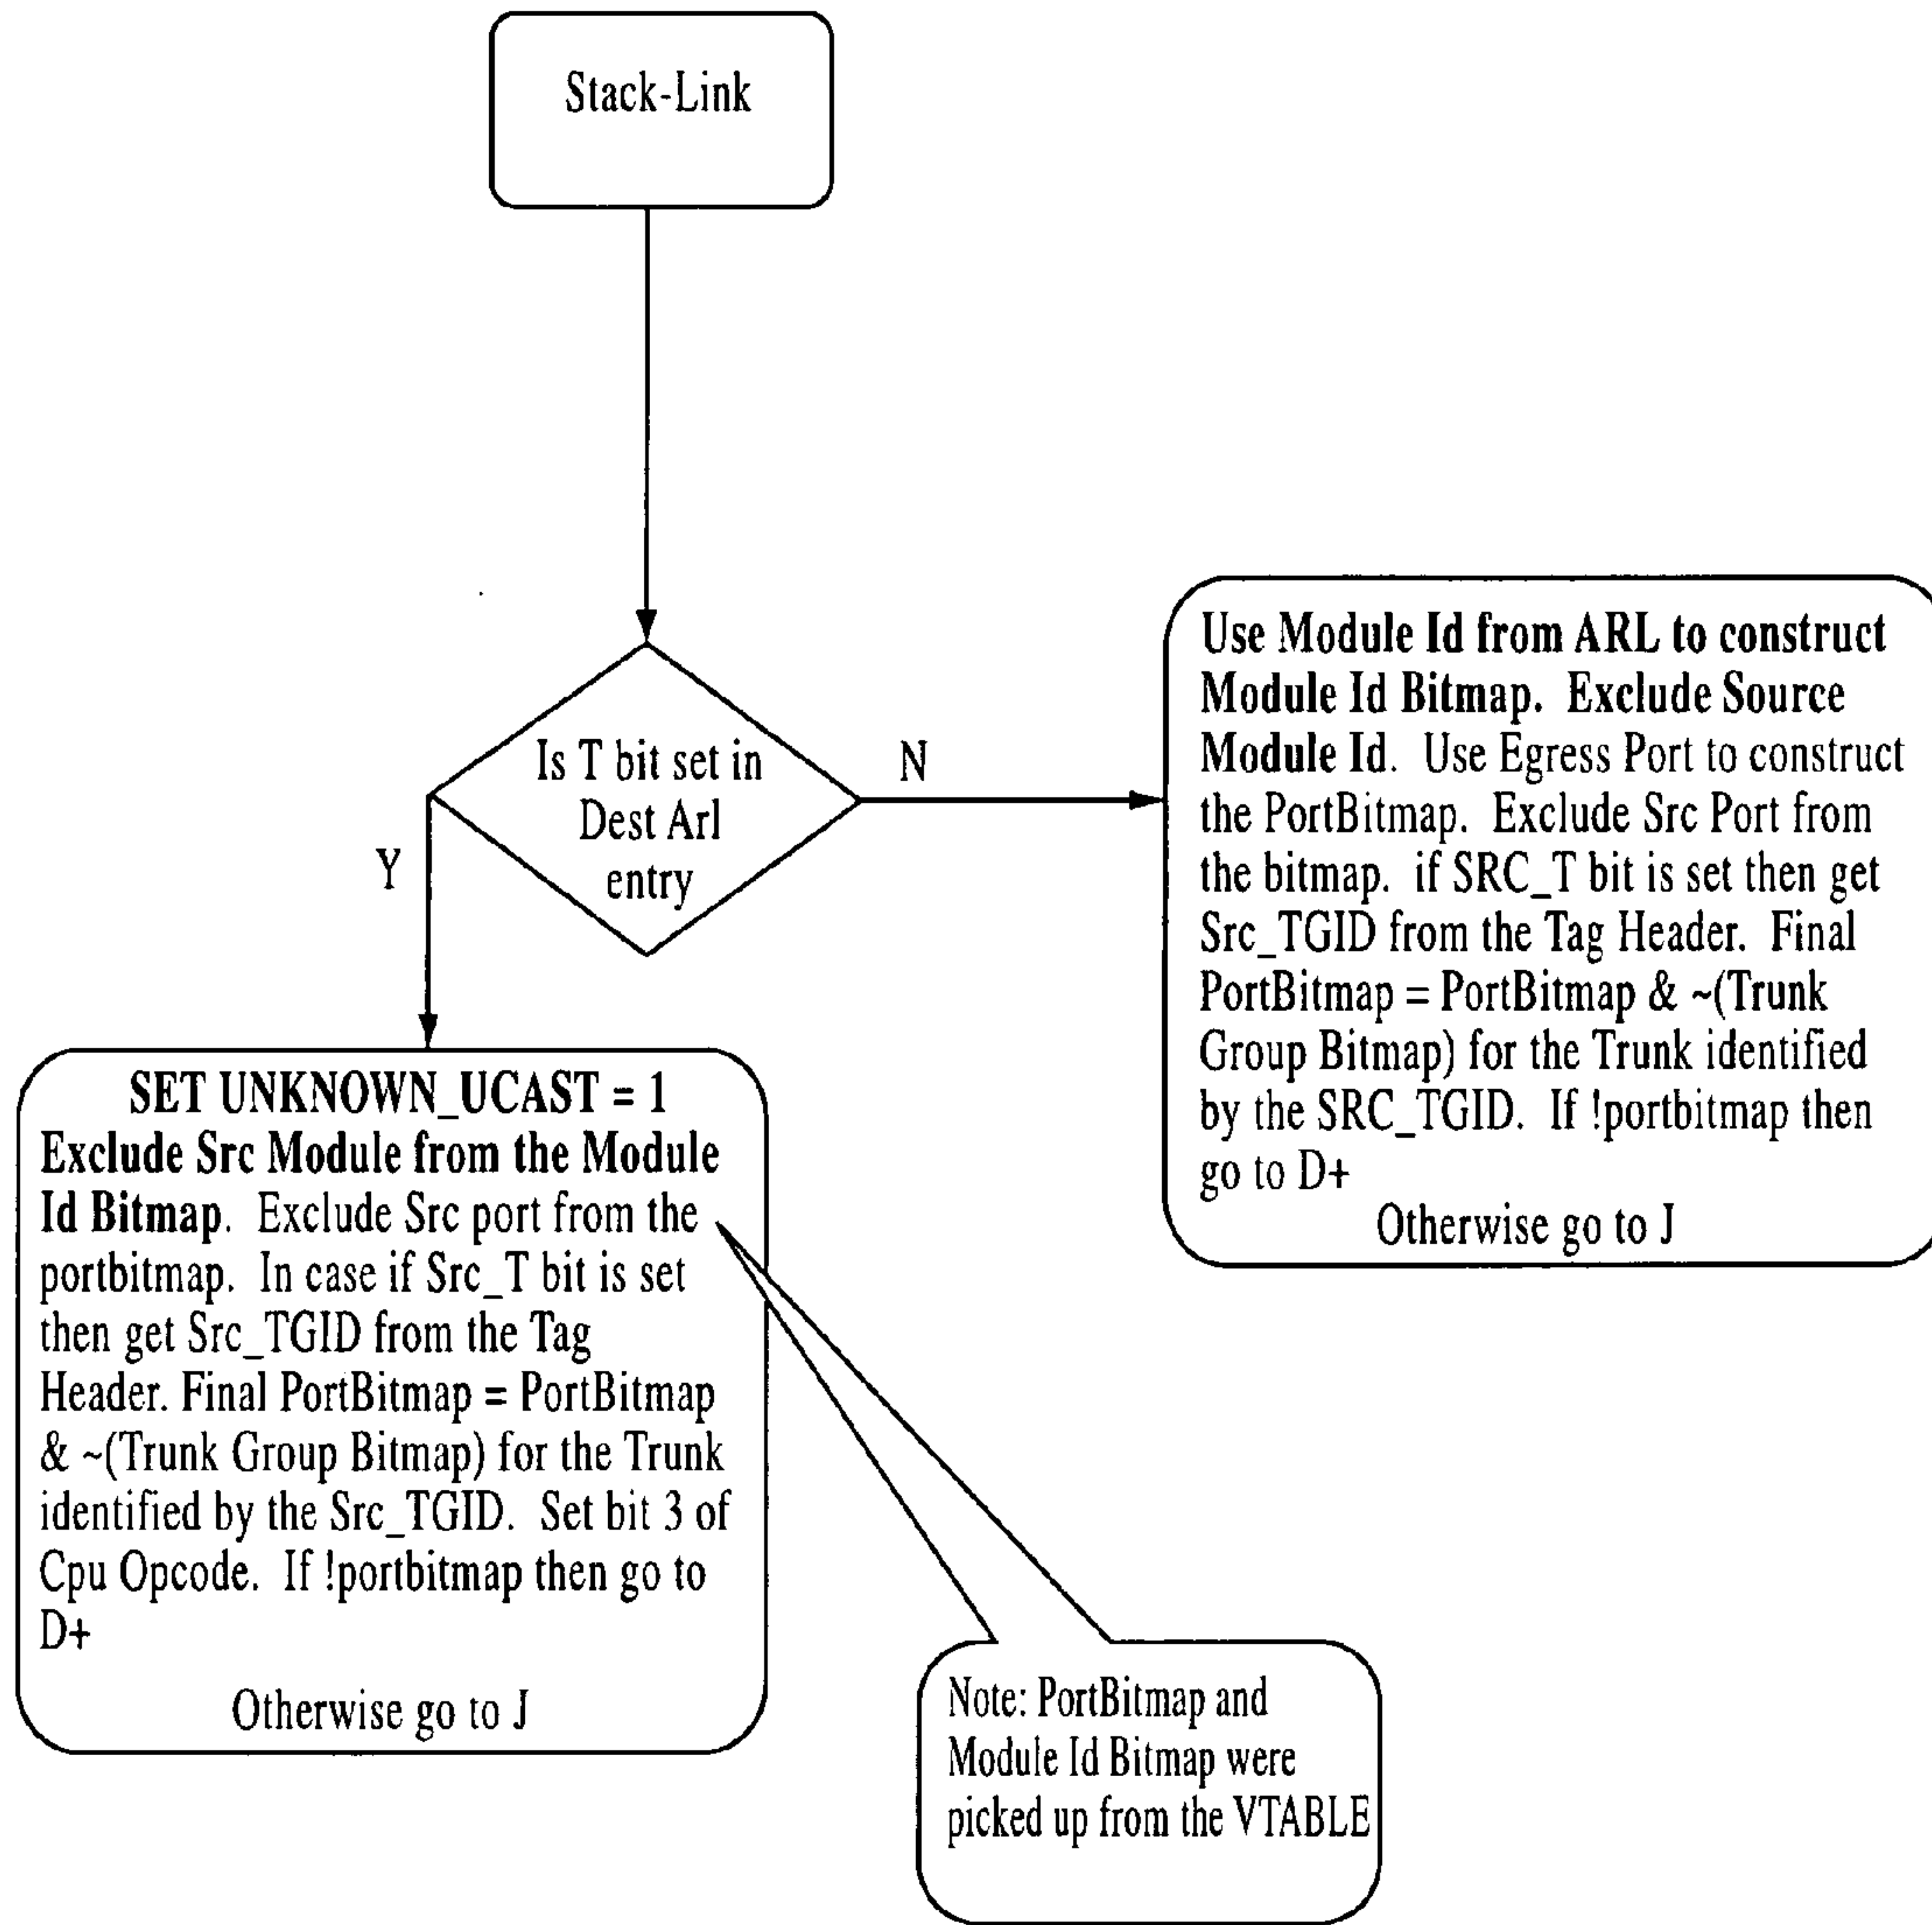 Stack-Link
Is T bit set in
Dest Arl
entry
N
Y
Use Module Id from ARL to construct
Module Id Bitmap. Exclude Source
Module Id. Use Egress Port to construct
the PortBitmap. Exclude Src Port from
the bitmap. if SRC_T bit is set then get
Src_TGID from the Tag Header. Final
PortBitmap = PortBitmap & ~(Trunk
Group Bitmap) for the Trunk identified
by the SRC_TGID. If !portbitmap then
go to D+
Otherwise go to J
SET UNKNOWN_UCAST = 1
Exclude Src Module from the Module
Id Bitmap. Exclude Src port from the
portbitmap. In case if Src_T bit is set
then get Src_TGID from the Tag
Header. Final PortBitmap = PortBitmap
& ~(Trunk Group Bitmap) for the Trunk
identified by the Src_TGID. Set bit 3 of
Cpu Opcode. If !portbitmap then go to
D+
Otherwise go to J
Note: PortBitmap and
Module Id Bitmap were
picked up from the VTABLE